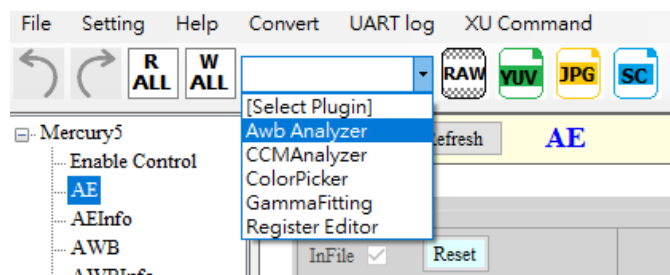 File Setting Help Convert UART log XU Command
R ALL W ALL RAW YUV JPG SC
[Select Plugin]
Awb Analyzer
CCMAnalyzer
ColorPicker
GammaFitting
Register Editor
Mercury5
Enable Control
AE
AEInfo
AWB
efresh AE
InFile Reset